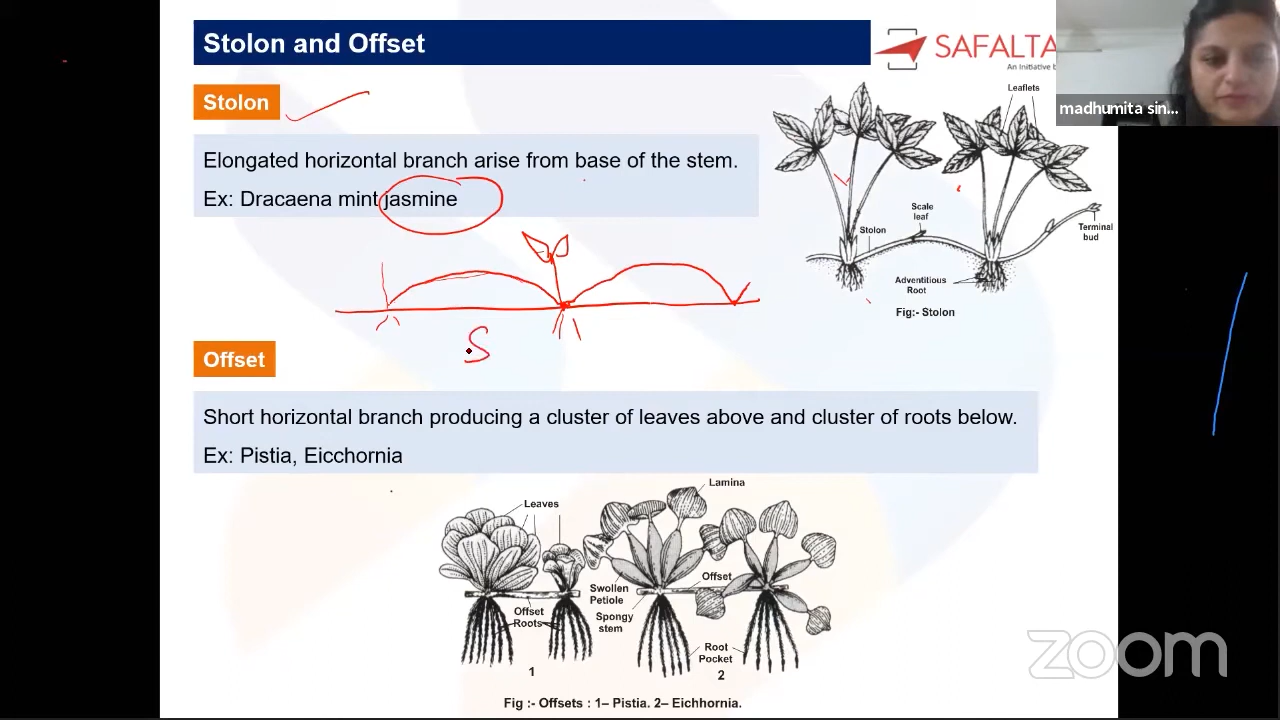 Stolon and Offset
SAFALTA
An Initiative b
madhumita sin...
Stolon
Elongated horizontal branch arise from base of the stem.
Ex: Dracaena mint jasmine
Leaflets
Scale
leaf
Stolon
Terminal
bud
Adventitious
Root
Fig:- Stolon
S
Offset
Short horizontal branch producing a cluster of leaves above and cluster of roots below.
Ex: Pistia, Eicchornia
Lamina
Leaves
Offset
Swollen
Petiole
Offset
Roots
Spongy
stem
Root
Pocket
1
2
Fig :- Offsets : 1– Pistia. 2– Eichhornia.
zoom